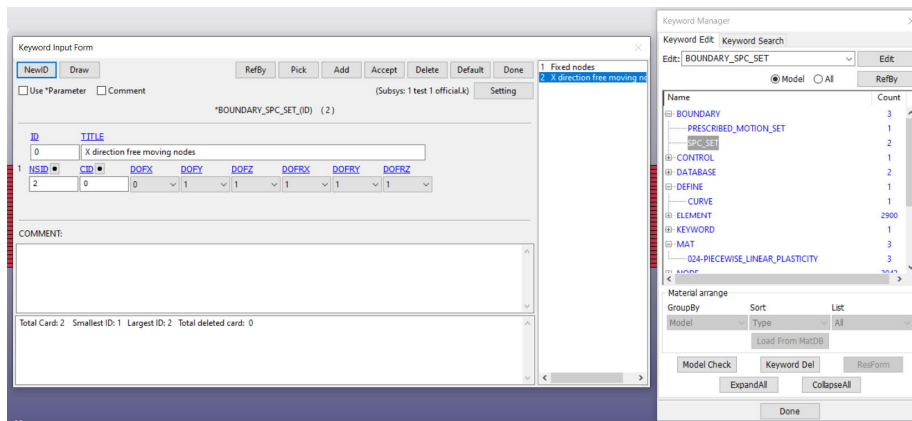 Keyword Input Form
NewID Draw RefBy Pick Add Accept Delete Default Done
Use *Parameter Comment (Subsys: 1 test 1 official.k) Setting
*BOUNDARY_SPC_SET_(ID) (2)
ID TITLE
0 X direction free moving nodes
1 NSID CID DOFX DOFY DOFZ DOFRX DOFRY DOFRZ
2 0 0 1 1 1 1 1
COMMENT:
Total Card: 2 Smallest ID: 1 Largest ID: 2 Total deleted card: 0
1 Fixed nodes
2 X direction free moving no
Keyword Manager
Keyword Edit Keyword Search
Edit: BOUNDARY_SPC_SET Edit
Model All RefBy
Name Count
BOUNDARY 3
PRESCRIBED_MOTION_SET 1
SPC_SET 2
CONTROL 1
DATABASE 2
DEFINE 1
CURVE 1
ELEMENT 2900
KEYWORD 1
MAT 3
024-PIECEWISE_LINEAR_PLASTICITY 3
Material arrange
GroupBy Sort List
Model Type All
Load From MatDB
Model Check Keyword Del ResForm
ExpandAll CollapseAll
Done